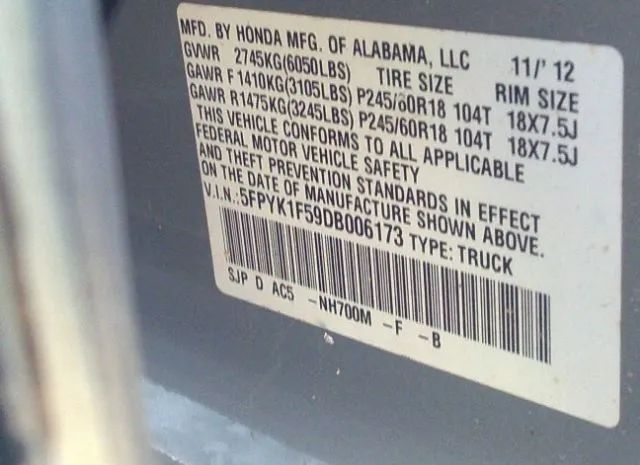 MFD. BY HONDA MFG. OF ALABAMA, LLC 11/' 12
GVWR 2745KG(6050LBS) TIRE SIZE RIM SIZE
GAWR F 1410KG(3105LBS) P245/60R18 104T 18X7.5J
GAWR R1475KG(3245LBS) P245/60R18 104T 18X7.5J
THIS VEHICLE CONFORMS TO ALL APPLICABLE
FEDERAL MOTOR VEHICLE SAFETY
AND THEFT PREVENTION STANDARDS IN EFFECT
ON THE DATE OF MANUFACTURE SHOWN ABOVE.
V.I.N.:5FPYK1F59DB006173 TYPE: TRUCK
SJP D AC5 -NH700M -F -B